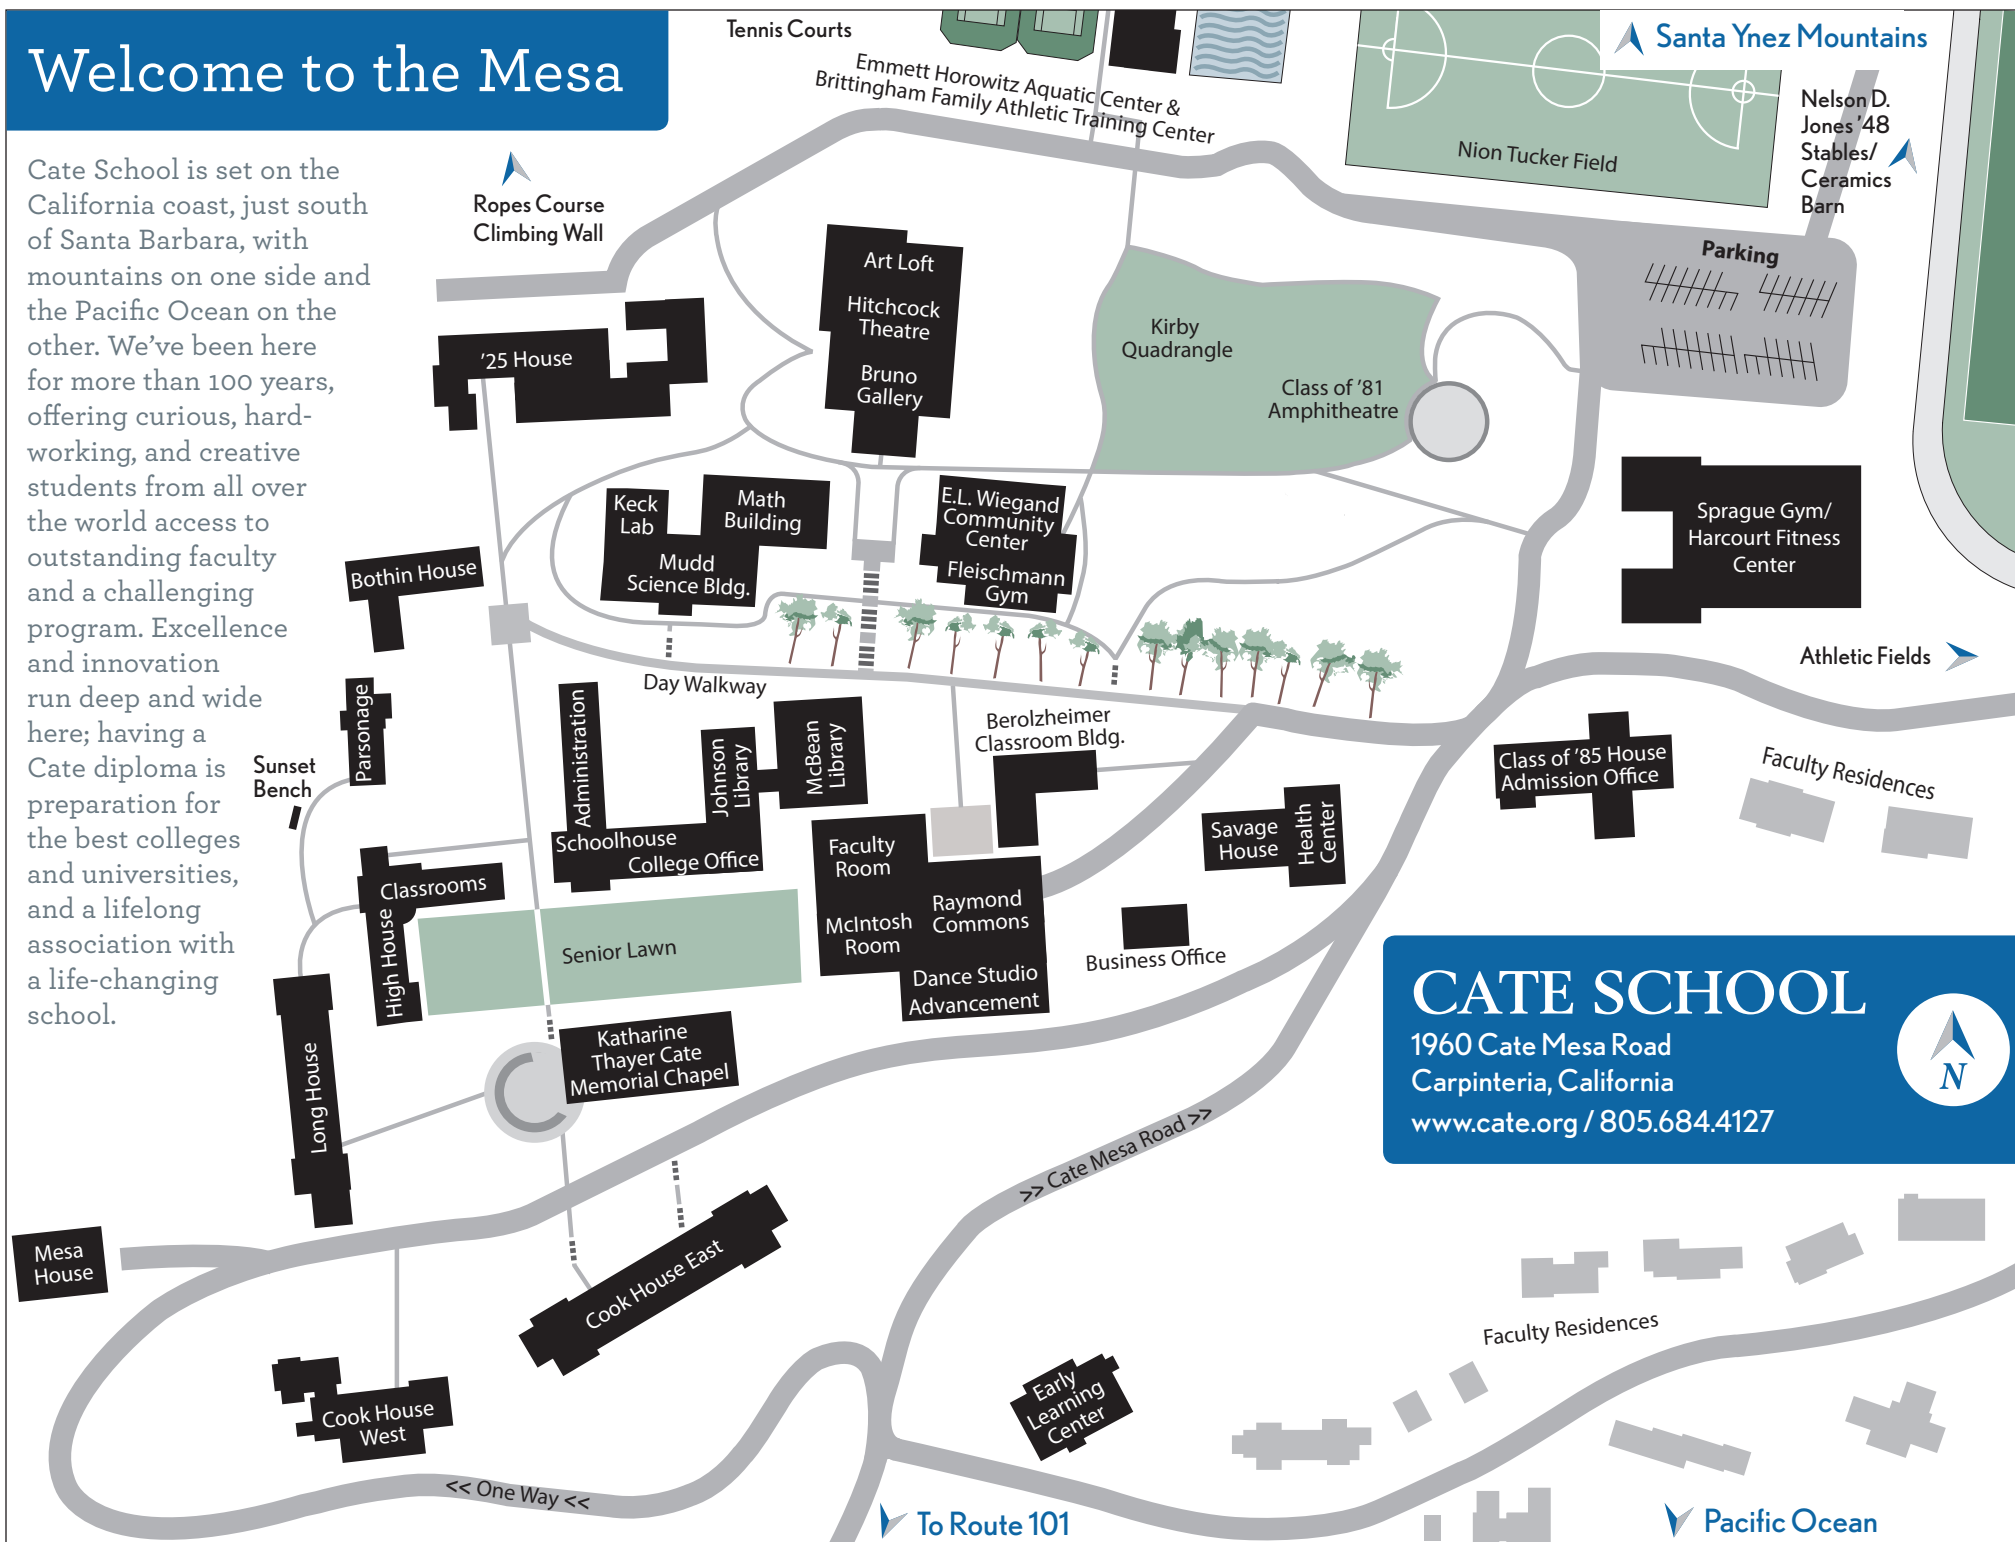 Welcome to the Mesa
Cate School is set on the
California coast, just south
of Santa Barbara, with
mountains on one side and
the Pacific Ocean on the
other. We’ve been here
for more than 100 years,
offering curious, hard-
working, and creative
students from all over
the world access to
outstanding faculty
and a challenging
program. Excellence
and innovation
run deep and wide
here; having a
Cate diploma is
preparation for
the best colleges
and universities,
and a lifelong
association with
a life-changing
school.
Tennis Courts
Emmett Horowitz Aquatic Center &
Brittingham Family Athletic Training Center
Santa Ynez Mountains
Nion Tucker Field
Nelson D.
Jones ’48
Stables/
Ceramics
Barn
Ropes Course
Climbing Wall
Parking
Art Loft
Hitchcock
Theatre
Bruno
Gallery
’25 House
Kirby
Quadrangle
Class of ’81
Amphitheatre
Keck
Lab
Math
Building
Mudd
Science Bldg.
E.L. Wiegand
Community
Center
Fleischmann
Gym
Sprague Gym/
Harcourt Fitness
Center
Bothin House
Athletic Fields
Day Walkway
Parsonage
Sunset
Bench
Administration
Johnson
Library
McBean
Library
Berolzheimer
Classroom Bldg.
Class of ’85 House
Admission Office
Faculty Residences
Schoolhouse
College Office
Faculty
Room
Savage
House
Health
Center
Classrooms
High House
McIntosh
Room
Raymond
Commons
Senior Lawn
Business Office
Dance Studio
Advancement
Katharine
Thayer Cate
Memorial Chapel
Long House
CATE SCHOOL
1960 Cate Mesa Road
Carpinteria, California
www.cate.org / 805.684.4127
N
>> Cate Mesa Road >>
Mesa
House
Cook House East
Cook House
West
Faculty Residences
Early
Learning
Center
<< One Way <<
To Route 101
Pacific Ocean